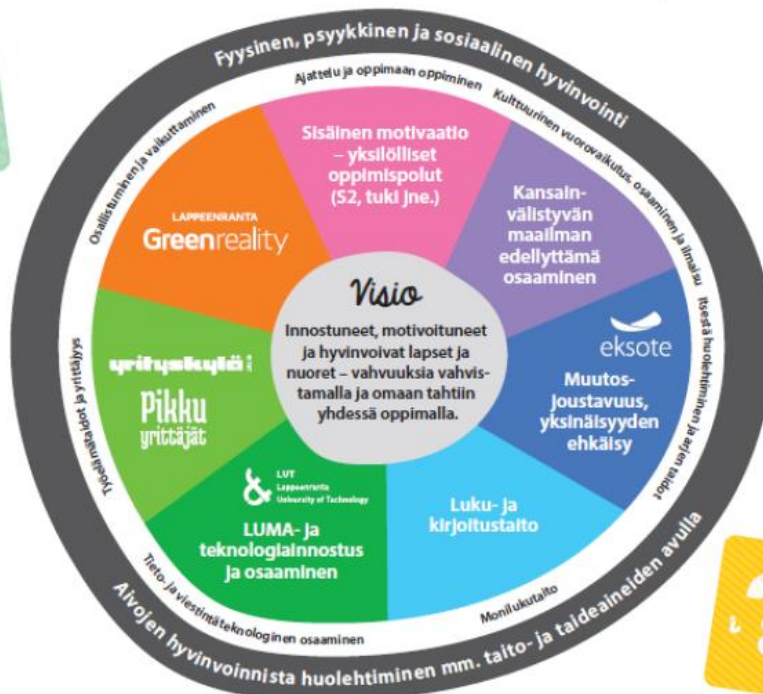 Fyysinen, psyykkinen ja sosiaalinen hyvinvointi
Ajattelu ja oppimaan oppiminen
Kulttuurinen vuorovaikutus, osaaminen ja ilmaisu
Itsestä huolehtiminen ja arjen taidot
Monilukutaito
Tieto- ja viestintäteknologinen osaaminen
Työelämätaidot ja yrittäjyys
Osallistuminen ja vaikuttaminen
Sisäinen motivaatio
– yksilölliset
oppimispolut
(S2, tuki jne.)
Kansain-
välistyvän
maailman
edellyttämä
osaaminen
eksote
Muutos-
joustavuus,
yksinäisyyden
ehkäisy
Luku- ja
kirjoitustaito
& LUT
Lappeenranta
University of Technology
LUMA- ja
teknologiainnostus
ja osaaminen
yrityskylä
Pikku
yrittäjät
LAPPEENRANTA
Greenreality
Visio
Innostuneet, motivoituneet
ja hyvinvoivat lapset ja
nuoret – vahvuuksia vahvis-
tamalla ja omaan tahtiin
yhdessä oppimalla.
Aivojen hyvinvoinnista huolehtiminen mm. taito- ja taideaineiden avulla